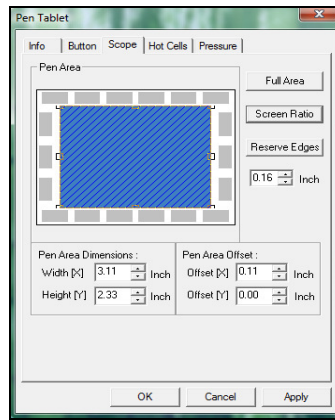 Pen Tablet
Info Button Scope Hot Cells Pressure
Pen Area
Full Area
Screen Ratio
Reserve Edges
0.16 Inch
Pen Area Dimensions :
Width [X] 3.11 Inch
Height [Y] 2.33 Inch
Pen Area Offset :
Offset [X] 0.11 Inch
Offset [Y] 0.00 Inch
OK Cancel Apply